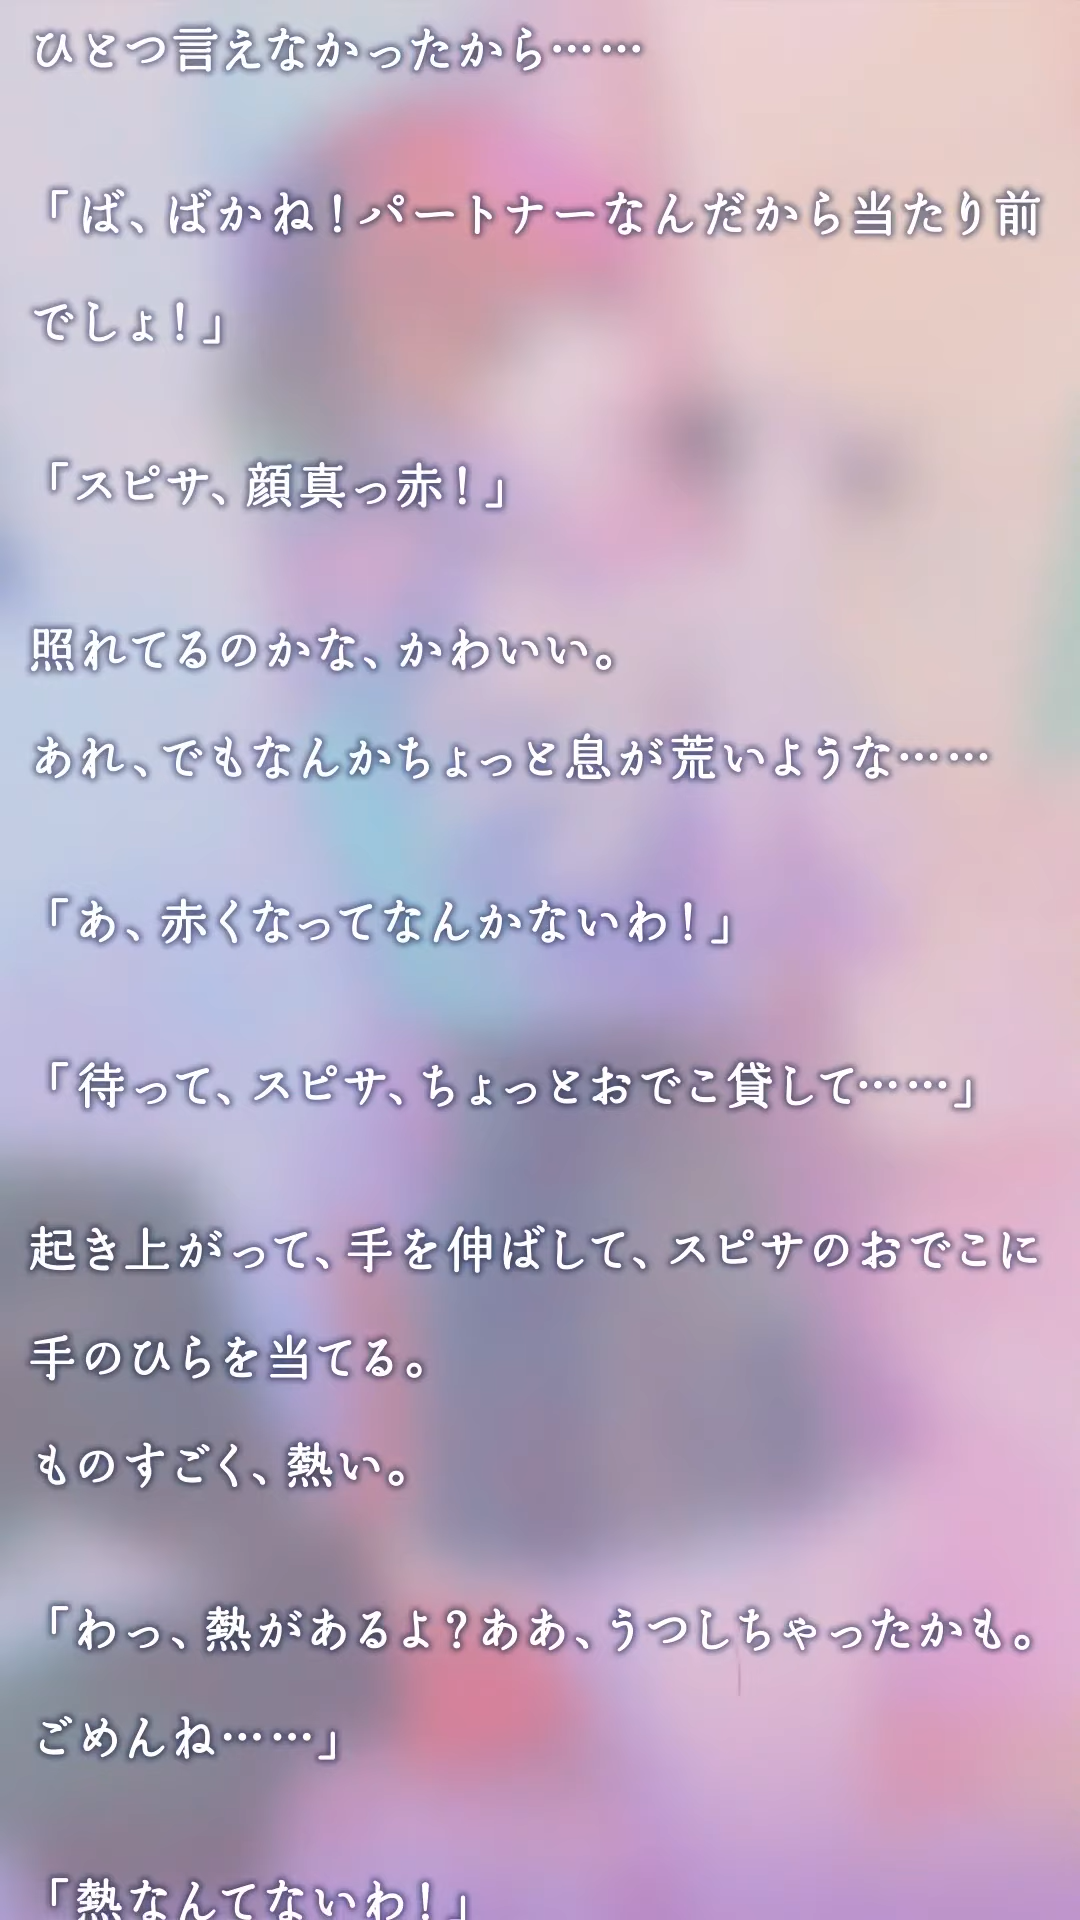 ひとつ言えなかったから……
「ば、ばかね！パートナーなんだから当たり前
でしょ！」
「スピサ、顔真っ赤！」
照れてるのかな、かわいい。
あれ、でもなんかちょっと息が荒いような……
「あ、赤くなってなんかないわ！」
「待って、スピサ、ちょっとおでこ貸して……」
起き上がって、手を伸ばして、スピサのおでこに
手のひらを当てる。
ものすごく、熱い。
「わっ、熱があるよ？ああ、うつしちゃったかも。
ごめんね……」
「熱なんてないわ！」